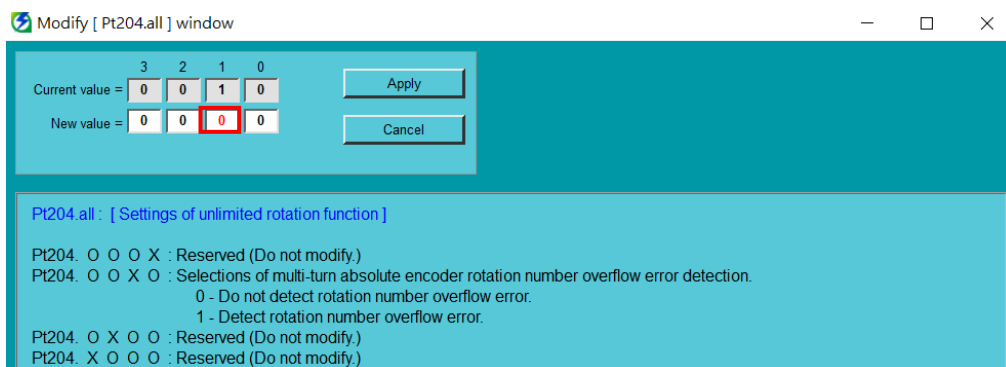 Modify [ Pt204.all ] window
3 2 1 0
Current value = 0 0 1 0
Apply
New value = 0 0 0 0
Cancel
Pt204.all : [ Settings of unlimited rotation function ]
Pt204. O O O X : Reserved (Do not modify.)
Pt204. O O X O : Selections of multi-turn absolute encoder rotation number overflow error detection.
0 - Do not detect rotation number overflow error.
1 - Detect rotation number overflow error.
Pt204. O X O O : Reserved (Do not modify.)
Pt204. X O O O : Reserved (Do not modify.)